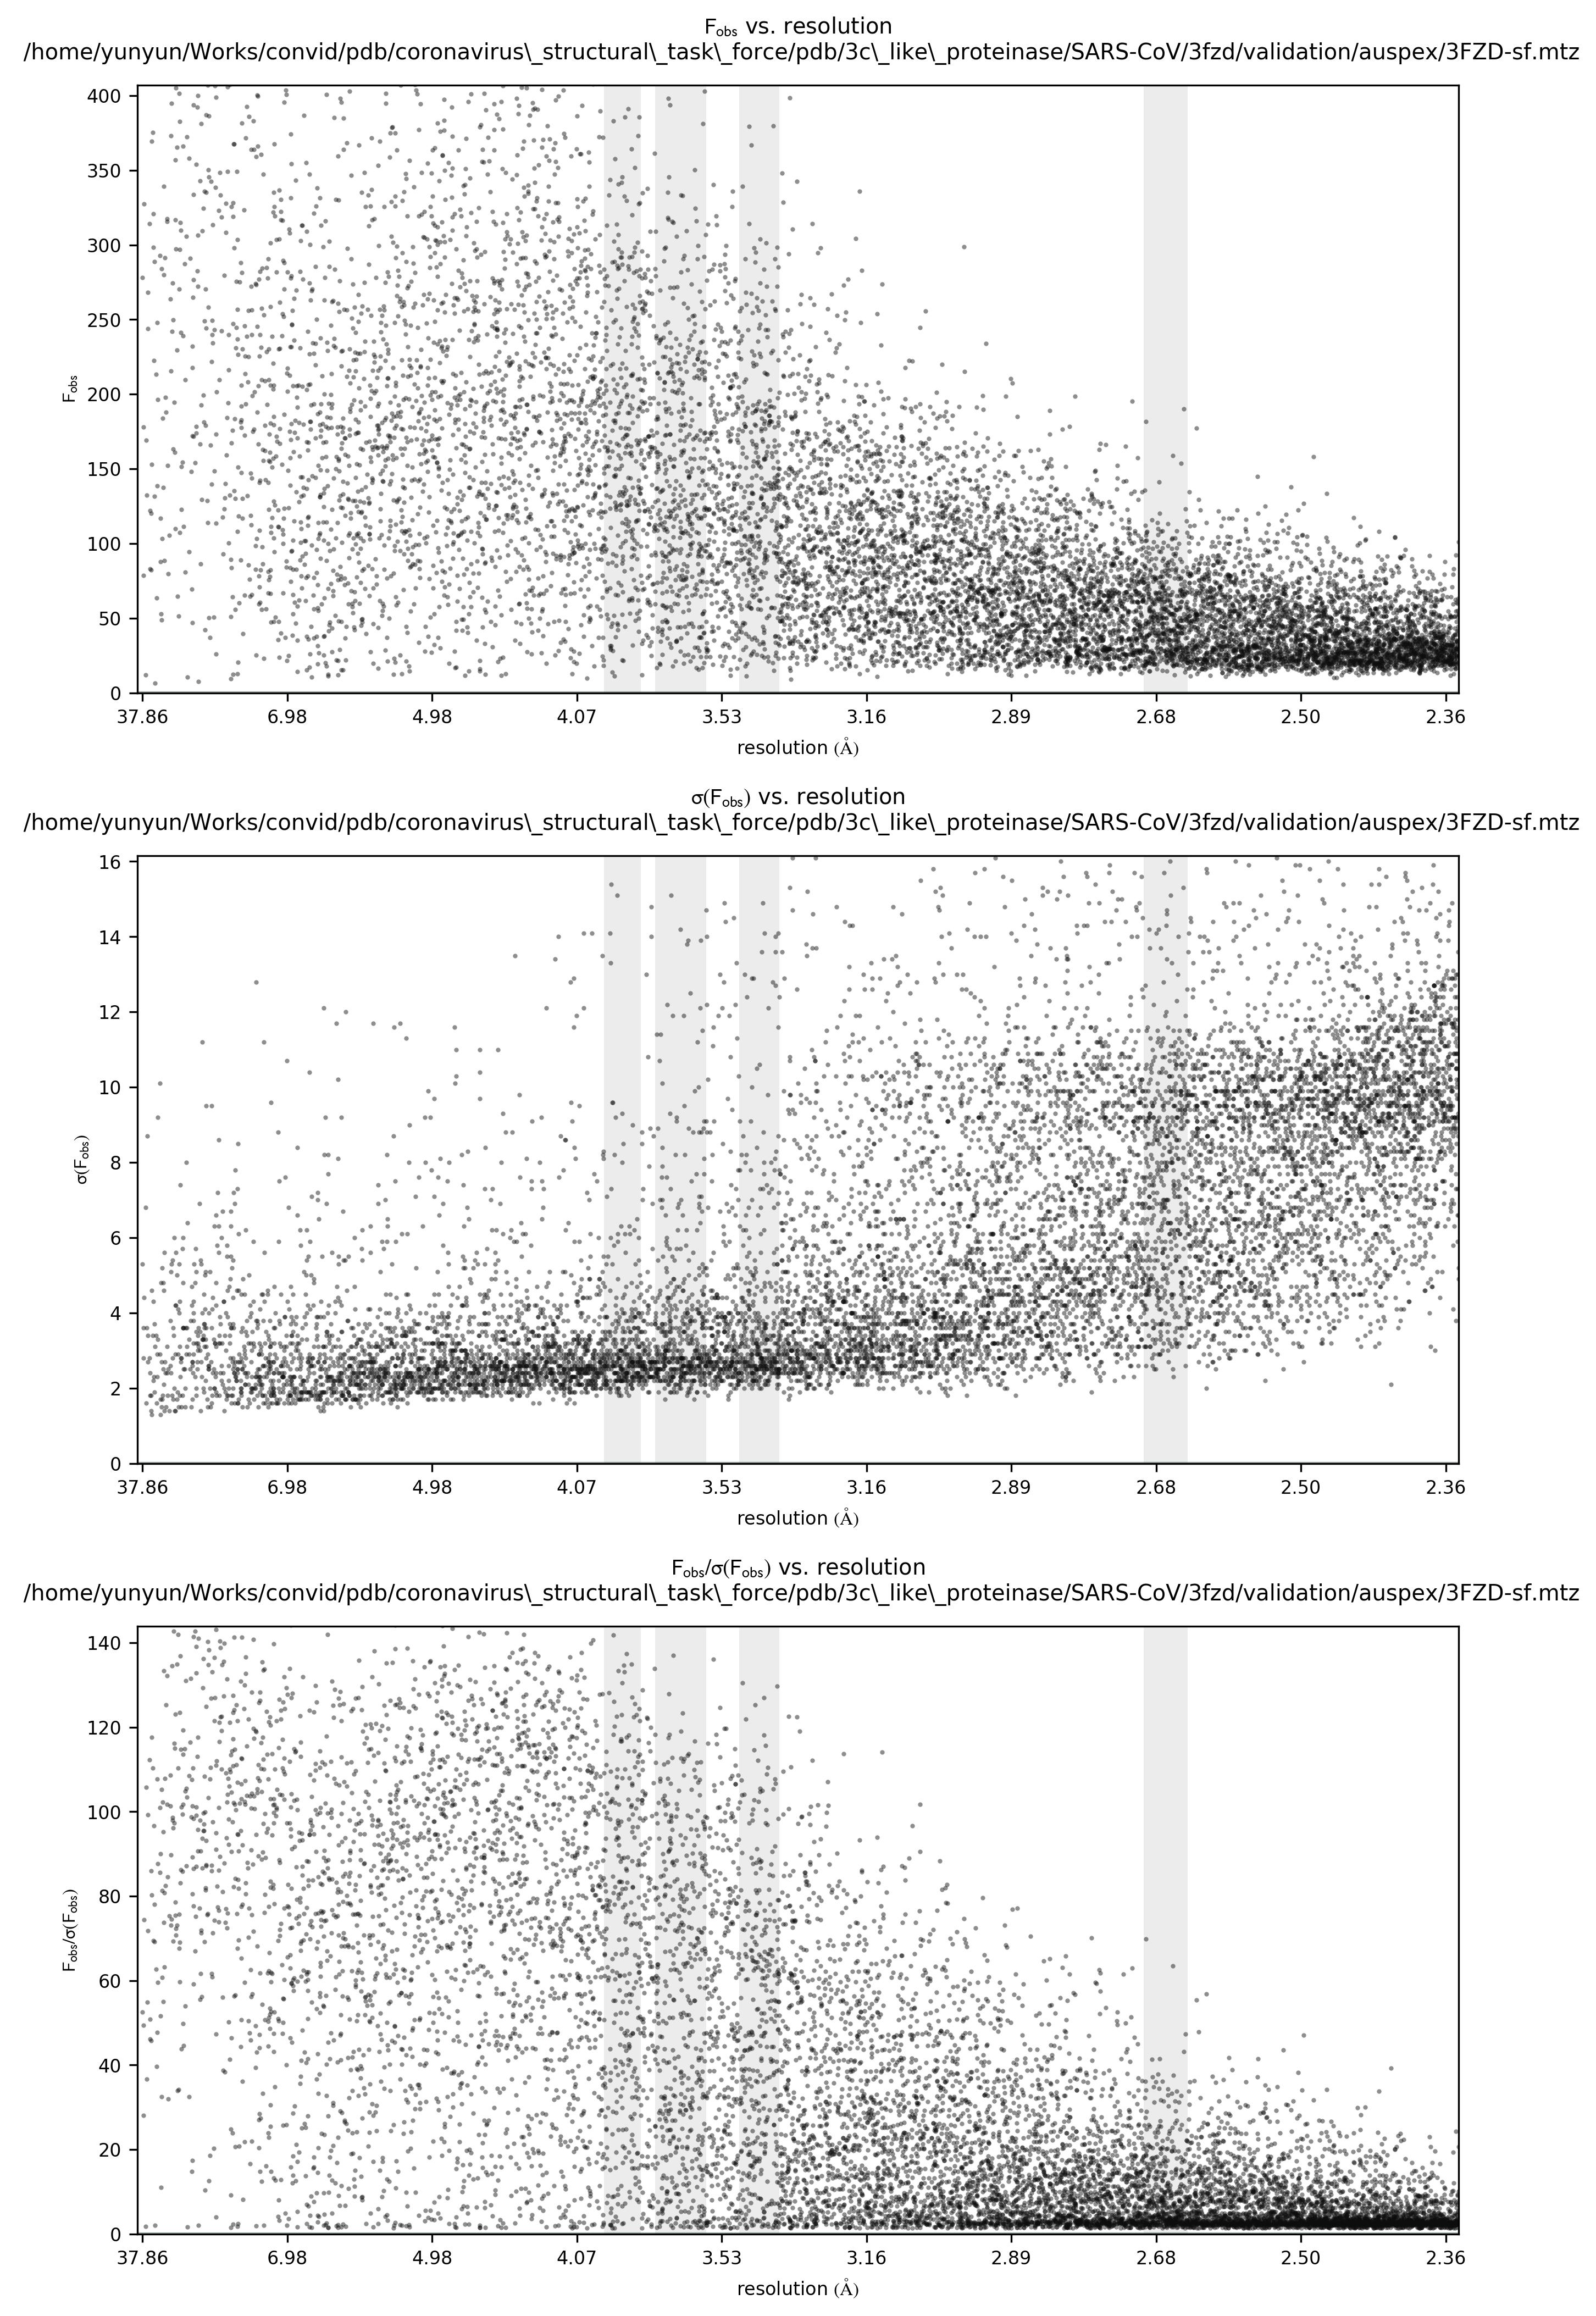 F_obs vs. resolution
/home/yunyun/Works/convid/pdb/coronavirus\_structural\_task\_force/pdb/3c\_like\_proteinase/SARS-CoV/3fzd/validation/auspex/3FZD-sf.mtz
400
350
300
250
200
150
100
50
0
F_obs
37.86 6.98 4.98 4.07 3.53 3.16 2.89 2.68 2.50 2.36
resolution (Å)
σ(F_obs) vs. resolution
/home/yunyun/Works/convid/pdb/coronavirus\_structural\_task\_force/pdb/3c\_like\_proteinase/SARS-CoV/3fzd/validation/auspex/3FZD-sf.mtz
16
14
12
10
8
6
4
2
0
σ(F_obs)
37.86 6.98 4.98 4.07 3.53 3.16 2.89 2.68 2.50 2.36
resolution (Å)
F_obs/σ(F_obs) vs. resolution
/home/yunyun/Works/convid/pdb/coronavirus\_structural\_task\_force/pdb/3c\_like\_proteinase/SARS-CoV/3fzd/validation/auspex/3FZD-sf.mtz
140
120
100
80
60
40
20
0
F_obs/σ(F_obs)
37.86 6.98 4.98 4.07 3.53 3.16 2.89 2.68 2.50 2.36
resolution (Å)